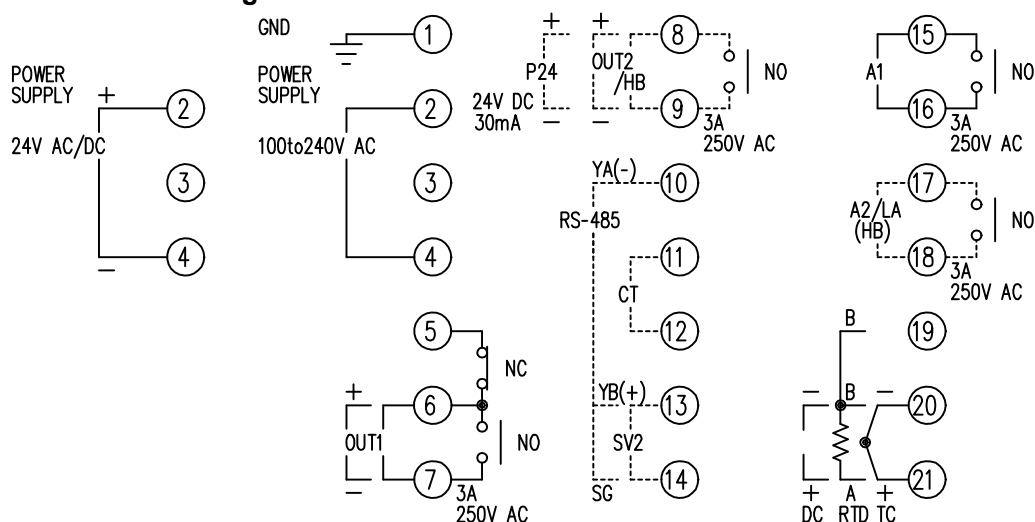 g
GND
1
POWER
SUPPLY
+
2
24V AC/DC
3
−
4
POWER
SUPPLY
2
100to240V AC
3
4
5
NC
+
OUT1
−
6
NO
7
3A
250V AC
+
P24
−
24V DC
30mA
+
OUT2
/HB
−
8
NO
9
3A
250V AC
YA(-)
10
RS-485
11
CT
12
YB(+)
13
SV2
SG
14
15
A1
NO
16
3A
250V AC
17
A2/LA
(HB)
NO
18
3A
250V AC
B
19
−
B
−
20
21
+
A
+
DC
RTD
TC